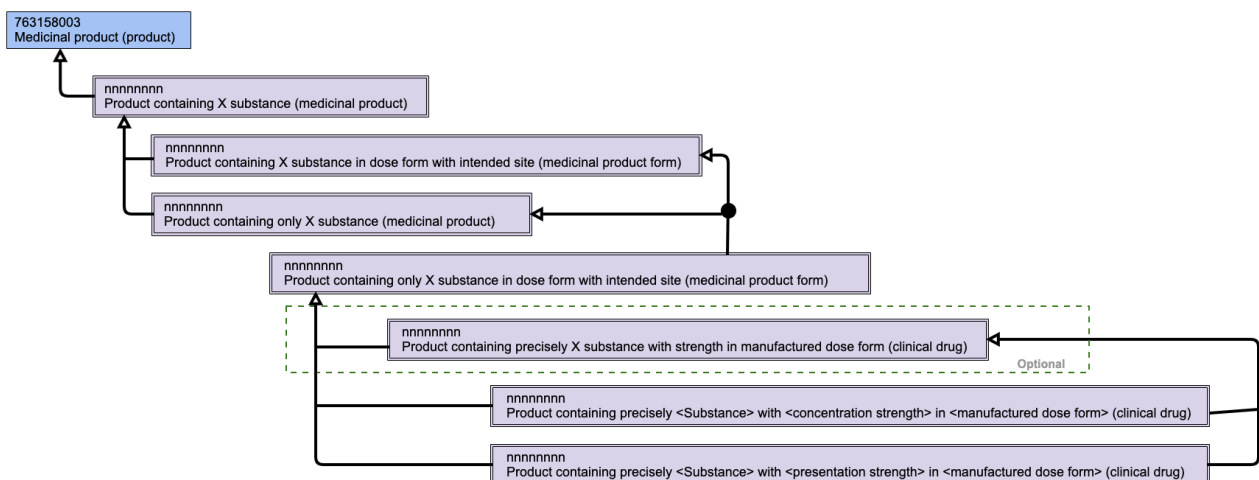 763158003
Medicinal product (product)
nnnnnnnn
Product containing X substance (medicinal product)
nnnnnnnn
Product containing X substance in dose form with intended site (medicinal product form)
nnnnnnnn
Product containing only X substance (medicinal product)
nnnnnnnn
Product containing only X substance in dose form with intended site (medicinal product form)
nnnnnnnn
Product containing precisely X substance with strength in manufactured dose form (clinical drug)
Optional
nnnnnnnn
Product containing precisely <Substance> with <concentration strength> in <manufactured dose form> (clinical drug)
nnnnnnnn
Product containing precisely <Substance> with <presentation strength> in <manufactured dose form> (clinical drug)